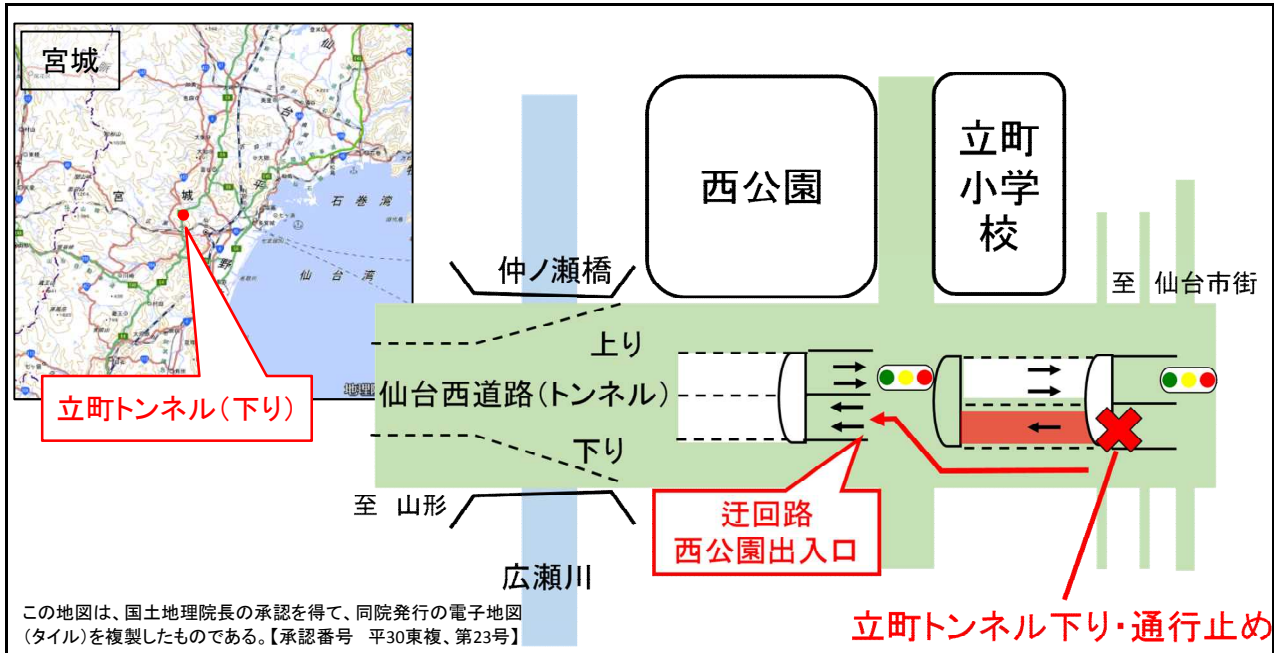 宮城
宮
城
野
平
台
仙
石巻湾
仙台湾
立町トンネル(下り)
仲ノ瀬橋
西公園
立町
小学
校
至 仙台市街
上り
仙台西道路(トンネル)
下り
至 山形
広瀬川
迂回路
西公園出入口
立町トンネル下り・通行止め
この地図は、国土地理院長の承認を得て、同院発行の電子地図
(タイル)を複製したものである。【承認番号 平30東複、第23号】